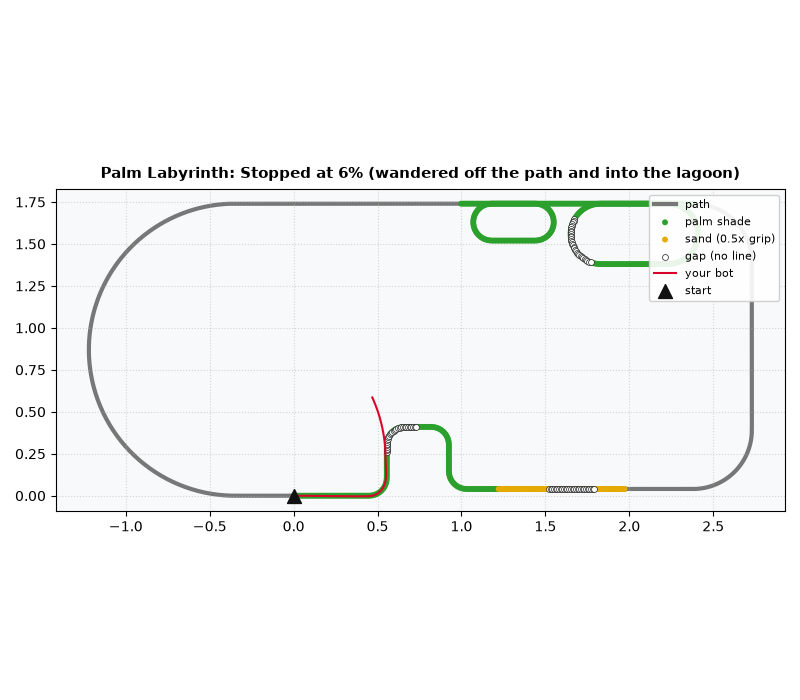 Palm Labyrinth: Stopped at 6% (wandered off the path and into the lagoon)
1.75
1.50
1.25
1.00
0.75
0.50
0.25
0.00
−1.0
−0.5
0.0
0.5
1.0
1.5
2.0
2.5
path
palm shade
sand (0.5x grip)
gap (no line)
your bot
start